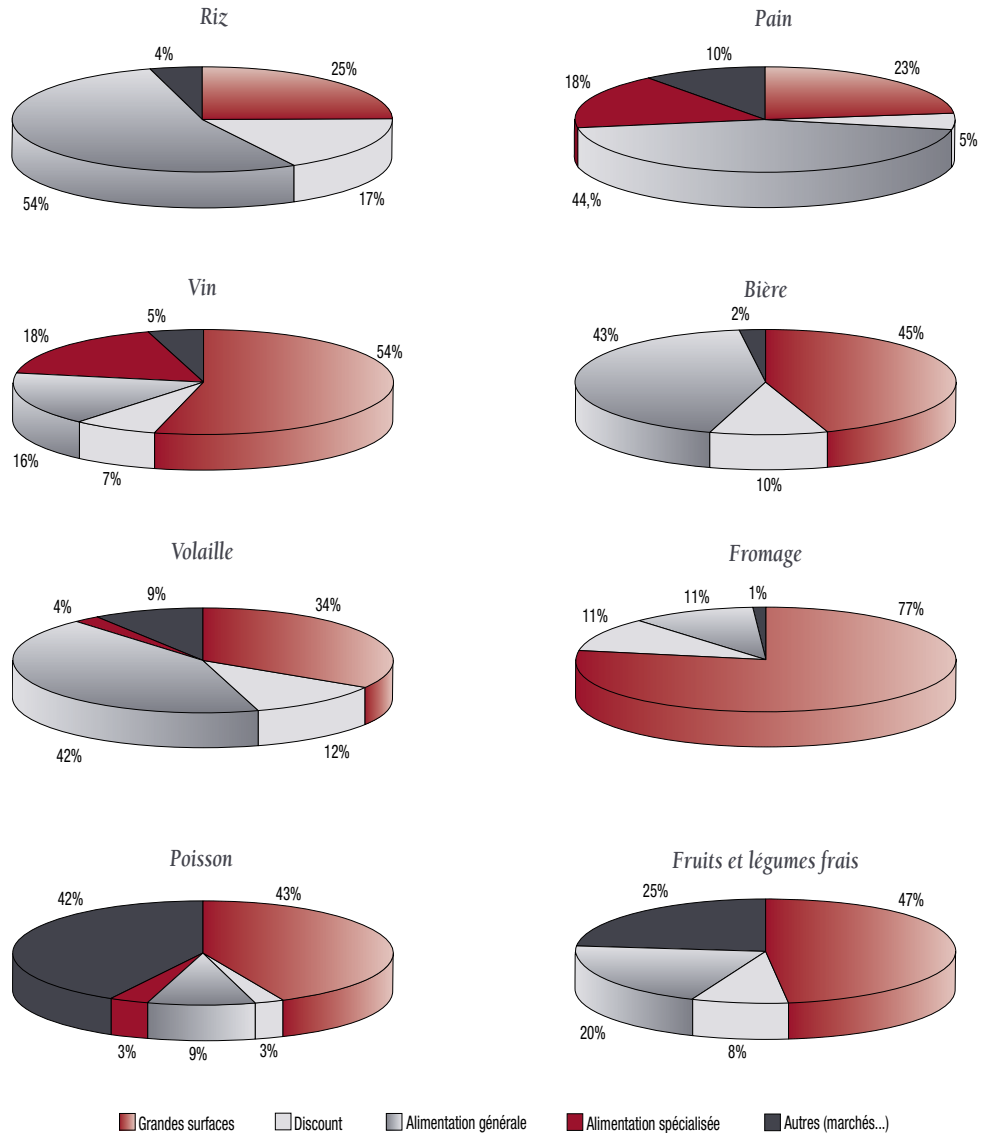 Riz
4%
25%
54%
17%
Pain
10%
23%
18%
5%
44,%
Vin
5%
18%
54%
16%
7%
Bière
2%
43%
45%
10%
Volaille
9%
4%
34%
42%
12%
Fromage
1%
11%
77%
11%
Poisson
42%
43%
3%
9%
3%
Fruits et légumes frais
25%
47%
20%
8%
Grandes surfaces
Discount
Alimentation générale
Alimentation spécialisée
Autres (marchés...)